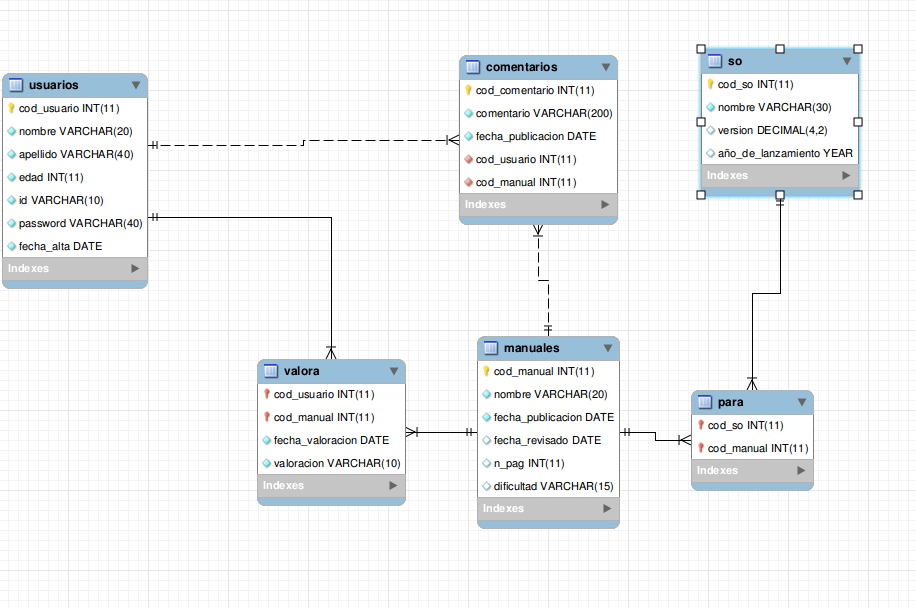 usuarios
cod_usuario INT(11)
nombre VARCHAR(20)
apellido VARCHAR(40)
edad INT(11)
id VARCHAR(10)
password VARCHAR(40)
fecha_alta DATE
Indexes
comentarios
cod_comentario INT(11)
comentario VARCHAR(200)
fecha_publicacion DATE
cod_usuario INT(11)
cod_manual INT(11)
Indexes
so
cod_so INT(11)
nombre VARCHAR(30)
version DECIMAL(4,2)
año_de_lanzamiento YEAR
Indexes
valora
cod_usuario INT(11)
cod_manual INT(11)
fecha_valoracion DATE
valoracion VARCHAR(10)
Indexes
manuales
cod_manual INT(11)
nombre VARCHAR(20)
fecha_publicacion DATE
fecha_revisado DATE
n_pag INT(11)
dificultad VARCHAR(15)
Indexes
para
cod_so INT(11)
cod_manual INT(11)
Indexes